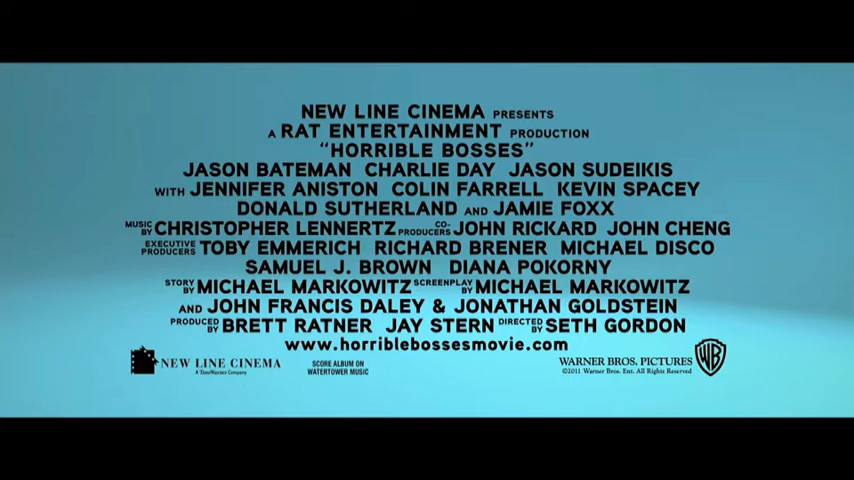 NEW LINE CINEMA PRESENTS
A RAT ENTERTAINMENT PRODUCTION
"HORRIBLE BOSSES"
JASON BATEMAN CHARLIE DAY JASON SUDEIKIS
WITH JENNIFER ANISTON COLIN FARRELL KEVIN SPACEY
DONALD SUTHERLAND AND JAMIE FOXX
MUSIC BY CHRISTOPHER LENNERTZ CO-PRODUCERS JOHN RICKARD JOHN CHENG
EXECUTIVE PRODUCERS TOBY EMMERICH RICHARD BRENER MICHAEL DISCO
SAMUEL J. BROWN DIANA POKORNY
STORY BY MICHAEL MARKOWITZ SCREENPLAY BY MICHAEL MARKOWITZ
AND JOHN FRANCIS DALEY & JONATHAN GOLDSTEIN
PRODUCED BY BRETT RATNER JAY STERN DIRECTED BY SETH GORDON
www.horriblebossesmovie.com
NEW LINE CINEMA
A TimeWarner Company
SCORE ALBUM ON
WATERTOWER MUSIC
WARNER BROS. PICTURES
©2011 Warner Bros. Ent. All Rights Reserved
WB